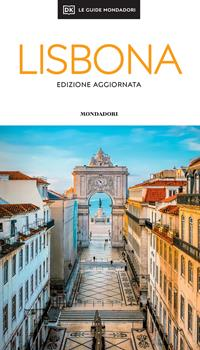 DK LE GUIDE MONDADORI
LISBONA
EDIZIONE AGGIORNATA
MONDADORI